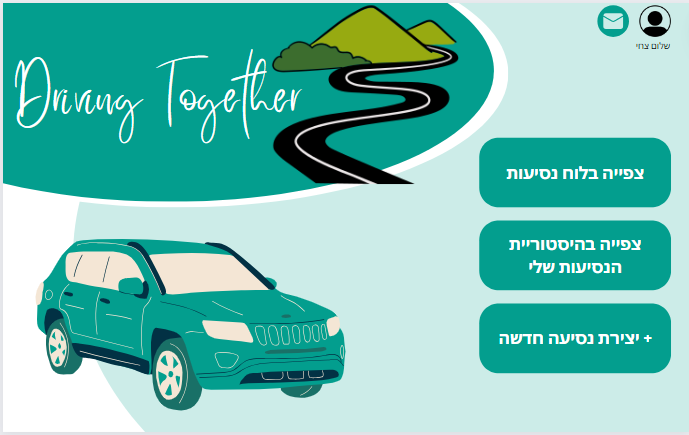 Driving Together
שלום צחי
צפייה בלוח נסיעות
צפייה בהיסטוריית
הנסיעות שלי
+ יצירת נסיעה חדשה